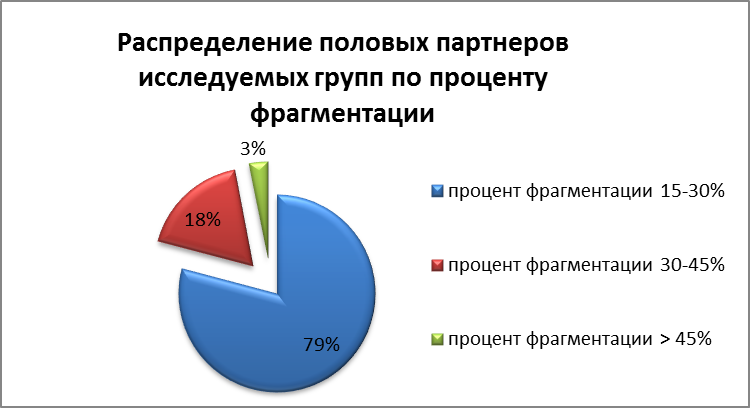 Распределение половых партнеров
исследуемых групп по проценту
фрагментации
3%
18%
79%
процент фрагментации 15-30%
процент фрагментации 30-45%
процент фрагментации > 45%